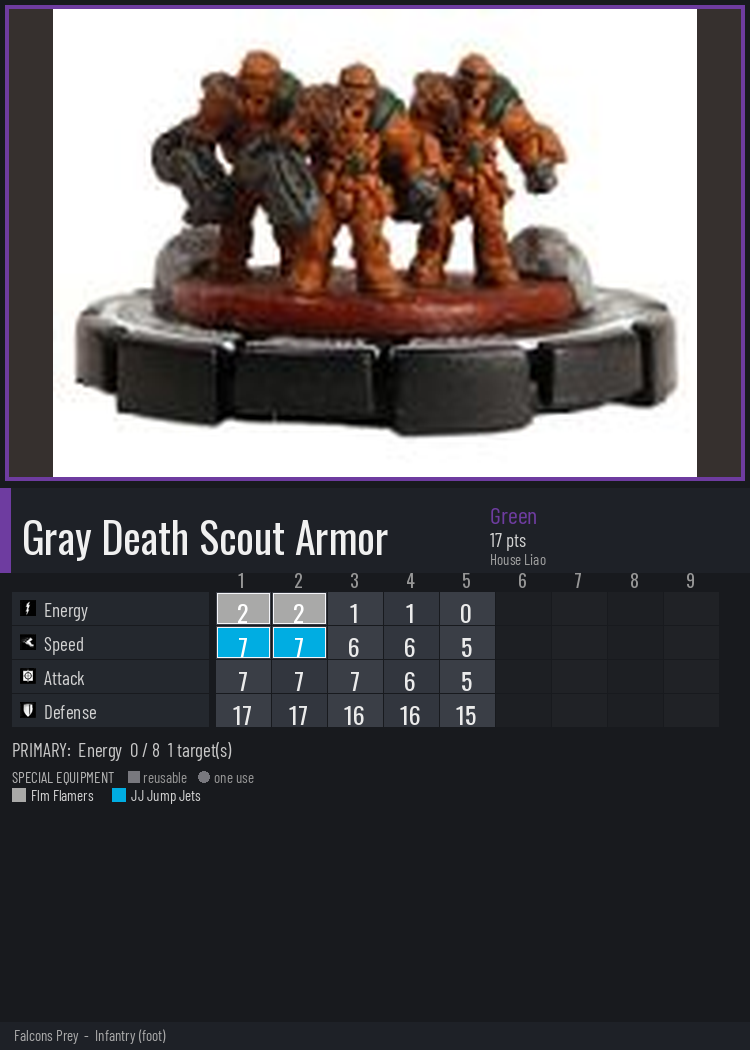 Gray Death Scout Armor
Green
17 pts
House Liao
1 2 3 4 5 6 7 8 9
Energy 2 2 1 1 0
Speed 7 7 6 6 5
Attack 7 7 7 6 5
Defense 17 17 16 16 15
PRIMARY: Energy 0 / 8 1 target(s)
SPECIAL EQUIPMENT reusable one use
Flm Flamers JJ Jump Jets
Falcons Prey - Infantry (foot)